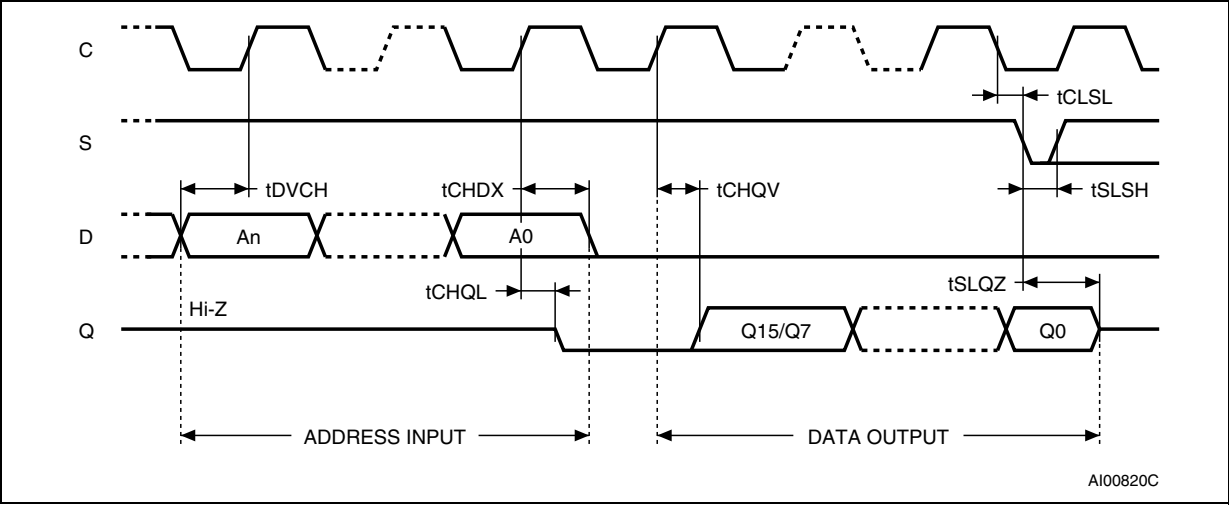 C
tCLSL
S
tDVCH
tCHDX
tCHQV
tSLSH
D
An
A0
tCHQL
tSLQZ
Hi-Z
Q
Q15/Q7
Q0
ADDRESS INPUT
DATA OUTPUT
AI00820C